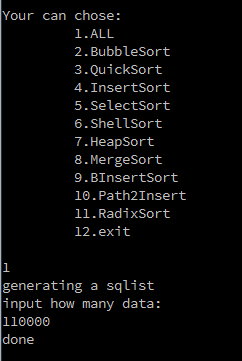 Your can chose:
1.ALL
2.BubbleSort
3.QuickSort
4.InsertSort
5.SelectSort
6.ShellSort
7.HeapSort
8.MergeSort
9.BInsertSort
10.Path2Insert
11.RadixSort
12.exit
1
generating a sqlist
input how many data:
110000
done